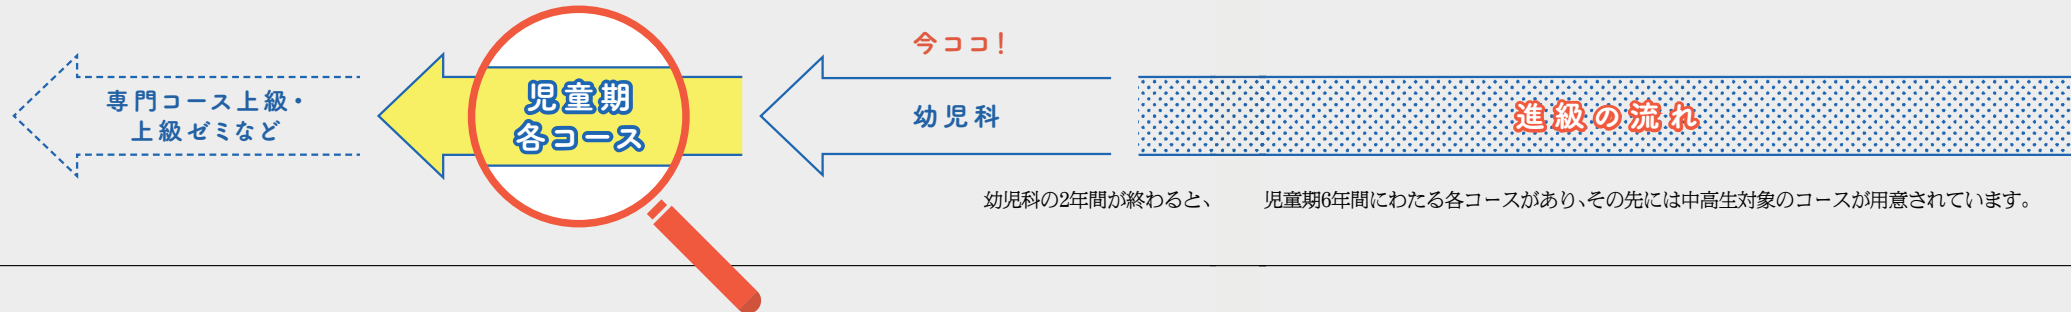 進級の流れ
今ココ!
幼児科
児童期
各コース
専門コース上級・
上級ゼミなど
幼児科の2年間が終わると、 児童期6年間にわたる各コースがあり、その先には中高生対象のコースが用意されています。